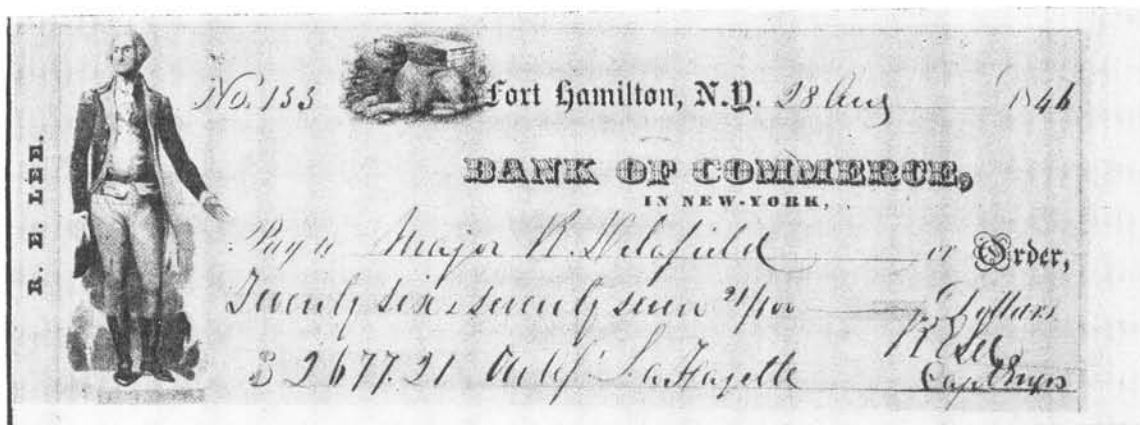 R. E. LEE.
No. 153 Fort Hamilton, N.Y. 28 Aug 1846
BANK OF COMMERCE,
IN NEW-YORK,
Pay to Major R. Delafield or Order,
Twenty six & seventy seven 21/100 Dollars
$ 2677.21 LaFayette R E Lee
Capt Engrs